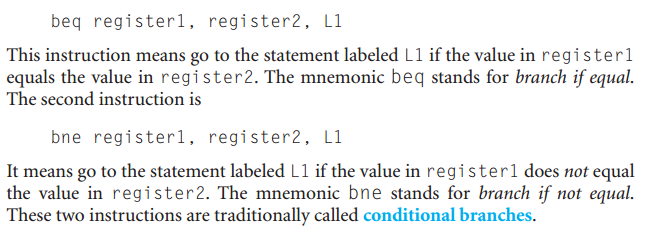 beq register1, register2, L1
This instruction means go to the statement labeled L1 if the value in register1
equals the value in register2. The mnemonic beq stands for branch if equal.
The second instruction is
bne register1, register2, L1
It means go to the statement labeled L1 if the value in register1 does not equal
the value in register2. The mnemonic bne stands for branch if not equal.
These two instructions are traditionally called conditional branches.